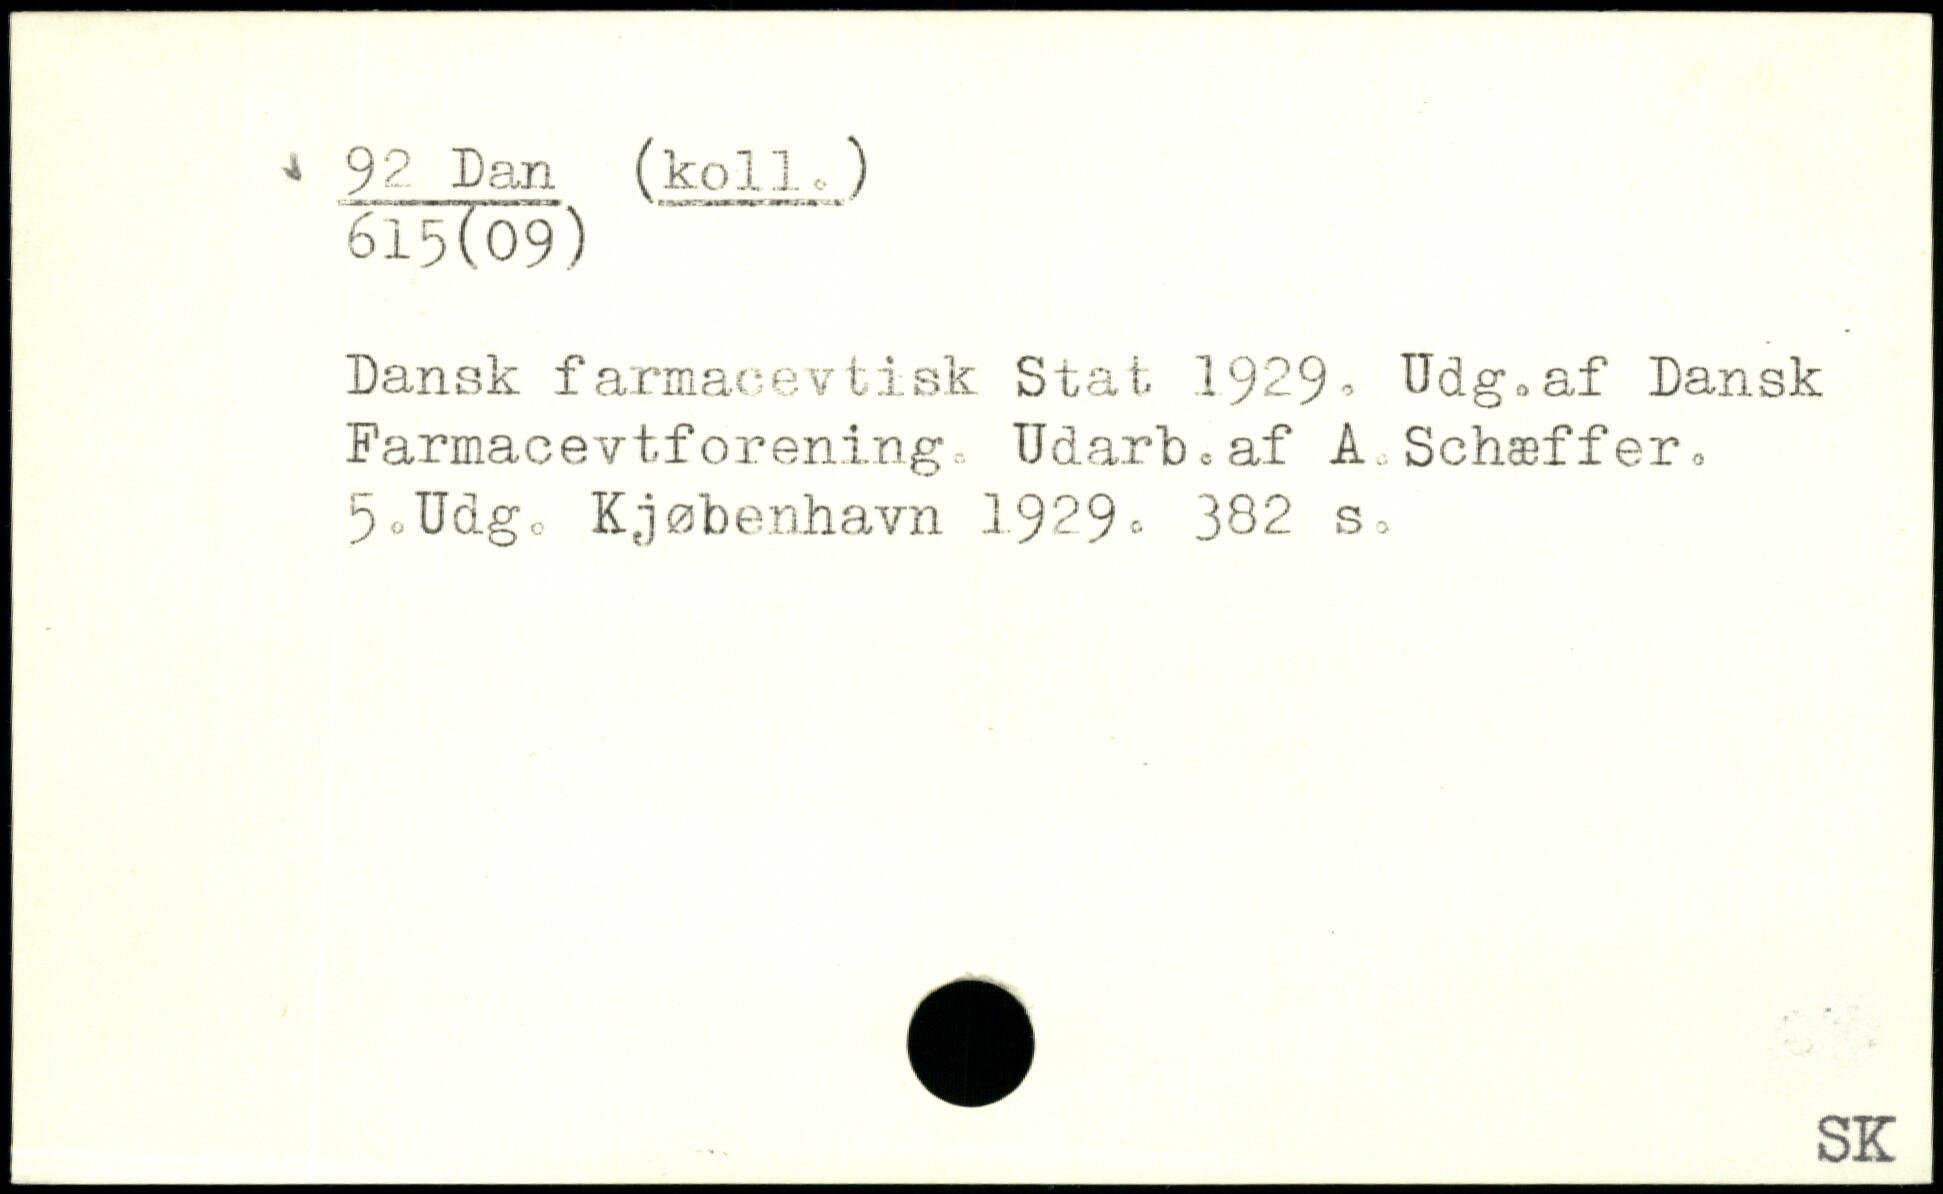 92 Dan (koll.)
615(09)
Dansk farmacevtisk Stat 1929. Udg.af Dansk
Farmacevtforening. Udarb.af A.Schæffer.
5.Udg. Kjøbenhavn 1929. 382 s.
SK